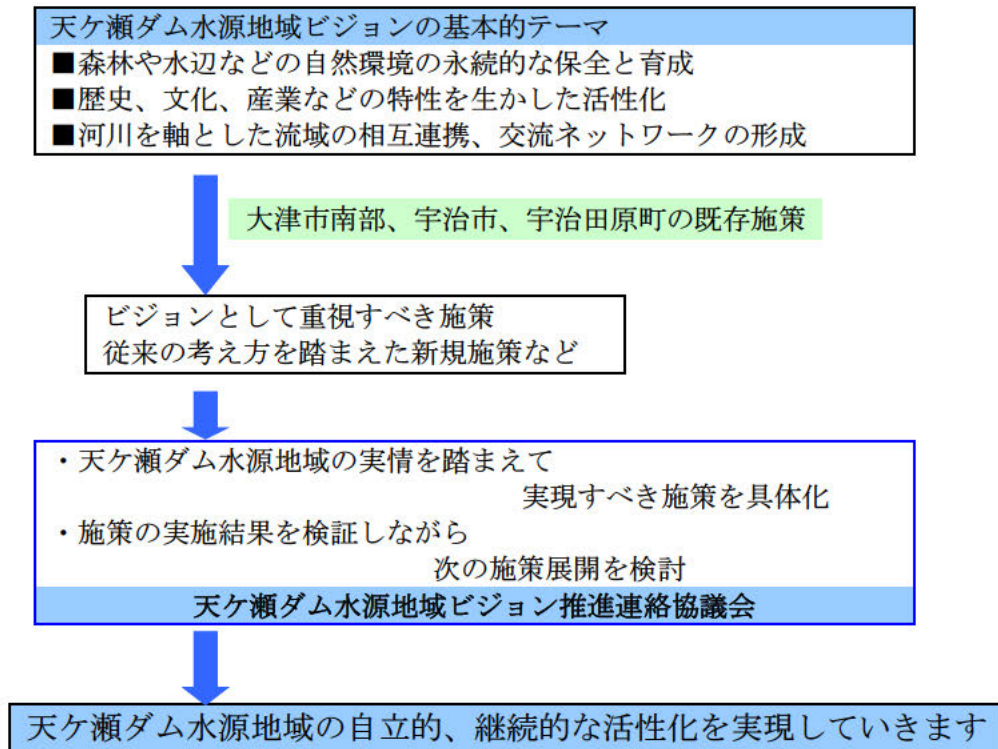 天ケ瀬ダム水源地域ビジョンの基本的テーマ
■森林や水辺などの自然環境の永続的な保全と育成
■歴史、文化、産業などの特性を生かした活性化
■河川を軸とした流域の相互連携、交流ネットワークの形成
大津市南部、宇治市、宇治田原町の既存施策
ビジョンとして重視すべき施策
従来の考え方を踏まえた新規施策など
・天ケ瀬ダム水源地域の実情を踏まえて
実現すべき施策を具体化
・施策の実施結果を検証しながら
次の施策展開を検討
天ケ瀬ダム水源地域ビジョン推進連絡協議会
天ケ瀬ダム水源地域の自立的、継続的な活性化を実現していきます